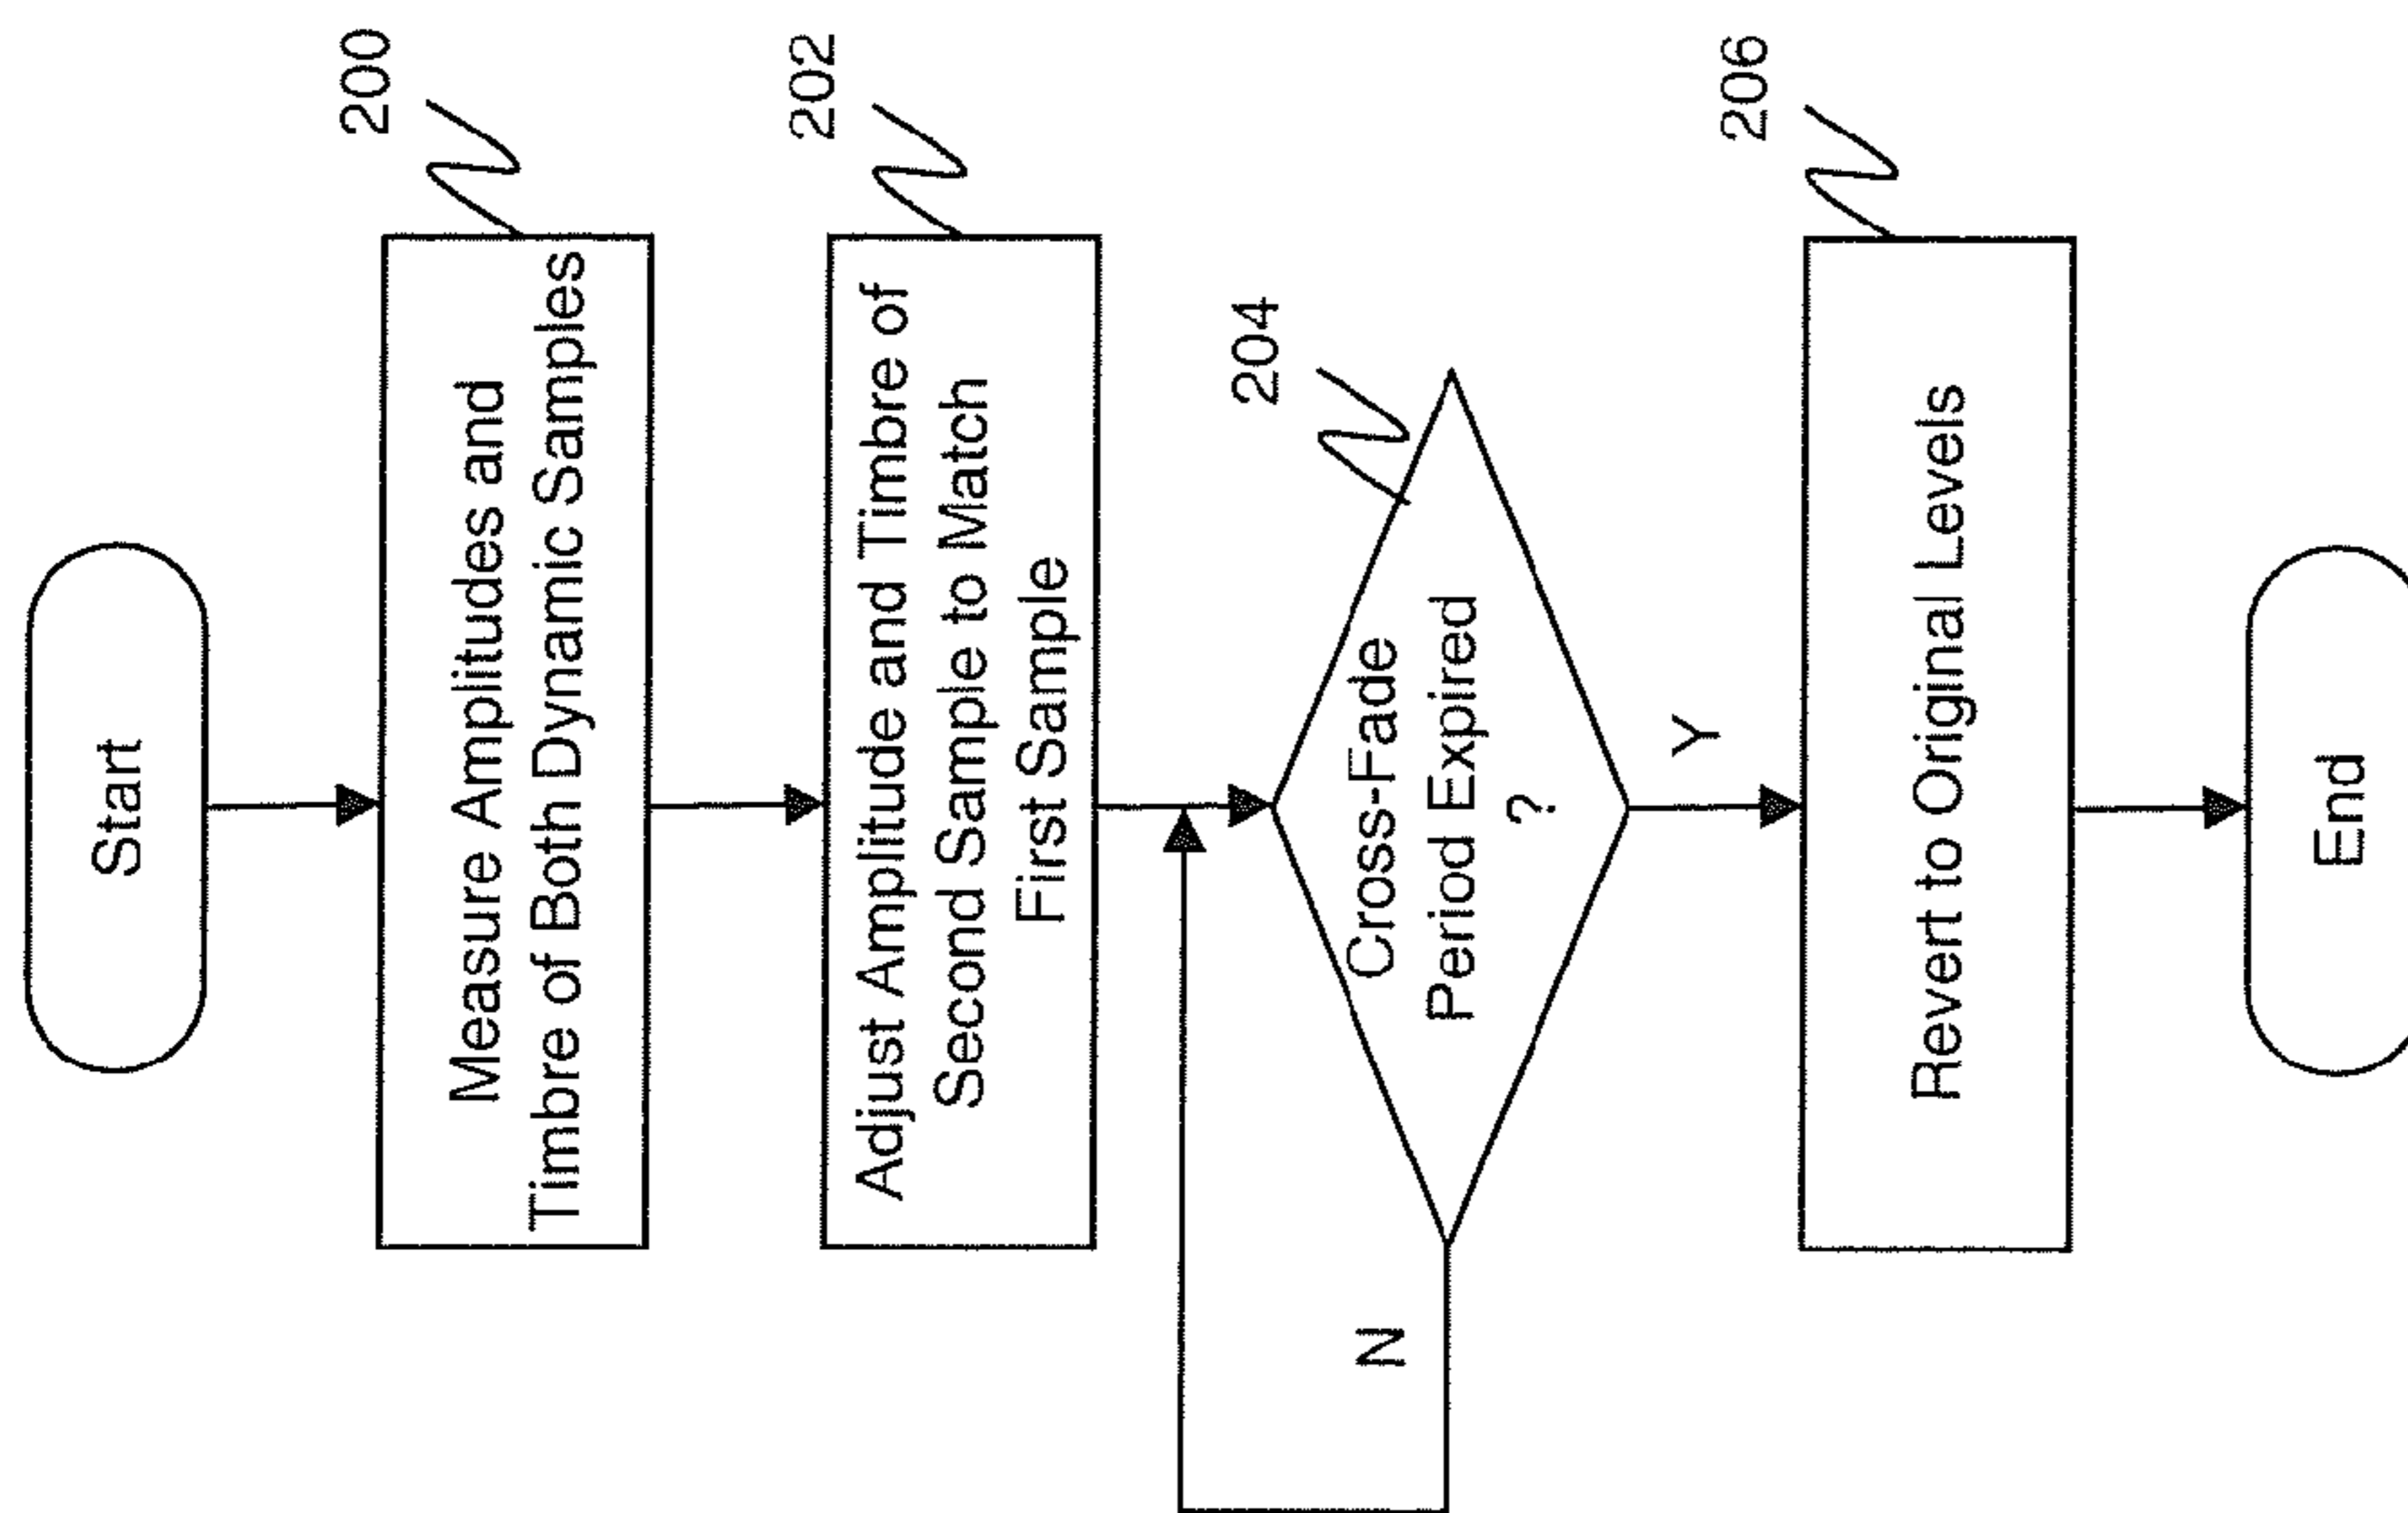 Start
200
Measure Amplitudes and
Timbre of Both Dynamic Samples
202
Adjust Amplitude and Timbre of
Second Sample to Match
First Sample
204
Cross-Fade
Period Expired
?
N
Y
206
Revert to Original Levels
End